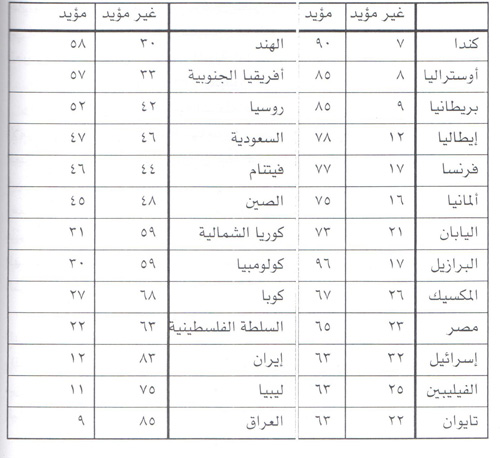 غير مؤيد مؤيد غير مؤيد مؤيد
كندا ٧ ٩٠ الهند ٣٠ ٥٨
أوستراليا ٨ ٨٥ أفريقيا الجنوبية ٣٣ ٥٧
بريطانيا ٩ ٨٥ روسيا ٤٢ ٥٢
إيطاليا ١٢ ٧٨ السعودية ٤٦ ٤٧
فرنسا ١٧ ٧٧ فيتنام ٤٤ ٤٦
ألمانيا ١٦ ٧٥ الصين ٤٨ ٤٥
اليابان ٢١ ٧٣ كوريا الشمالية ٥٩ ٣١
البرازيل ١٧ ٩٦ كولومبيا ٥٩ ٣٠
المكسيك ٢٦ ٦٧ كوبا ٦٨ ٢٧
مصر ٢٣ ٦٥ السلطة الفلسطينية ٦٣ ٢٢
إسرائيل ٣٢ ٦٣ إيران ٨٣ ١٢
الفيليبين ٢٥ ٦٣ ليبيا ٧٥ ١١
تايوان ٢٢ ٦٣ العراق ٨٥ ٩